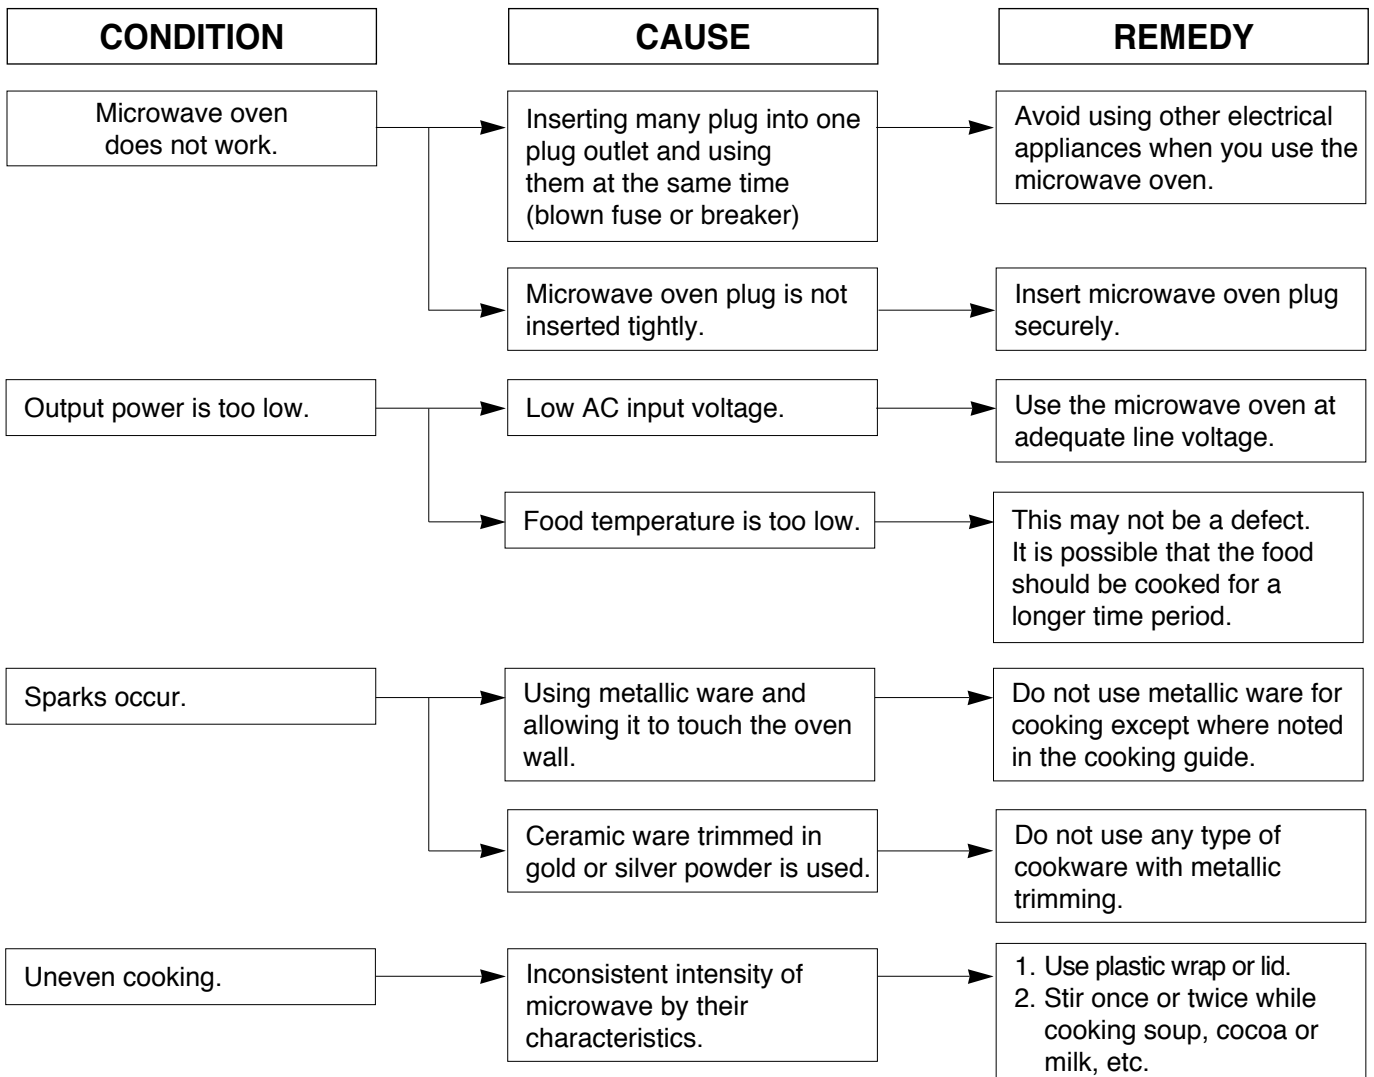 CONDITION
CAUSE
REMEDY
Microwave oven
does not work.
Inserting many plug into one
plug outlet and using
them at the same time
(blown fuse or breaker)
Avoid using other electrical
appliances when you use the
microwave oven.
Microwave oven plug is not
inserted tightly.
Insert microwave oven plug
securely.
Output power is too low.
Low AC input voltage.
Use the microwave oven at
adequate line voltage.
Food temperature is too low.
This may not be a defect.
It is possible that the food
should be cooked for a
longer time period.
Sparks occur.
Using metallic ware and
allowing it to touch the oven
wall.
Do not use metallic ware for
cooking except where noted
in the cooking guide.
Ceramic ware trimmed in
gold or silver powder is used.
Do not use any type of
cookware with metallic
trimming.
Uneven cooking.
Inconsistent intensity of
microwave by their
characteristics.
1. Use plastic wrap or lid.
2. Stir once or twice while
cooking soup, cocoa or
milk, etc.